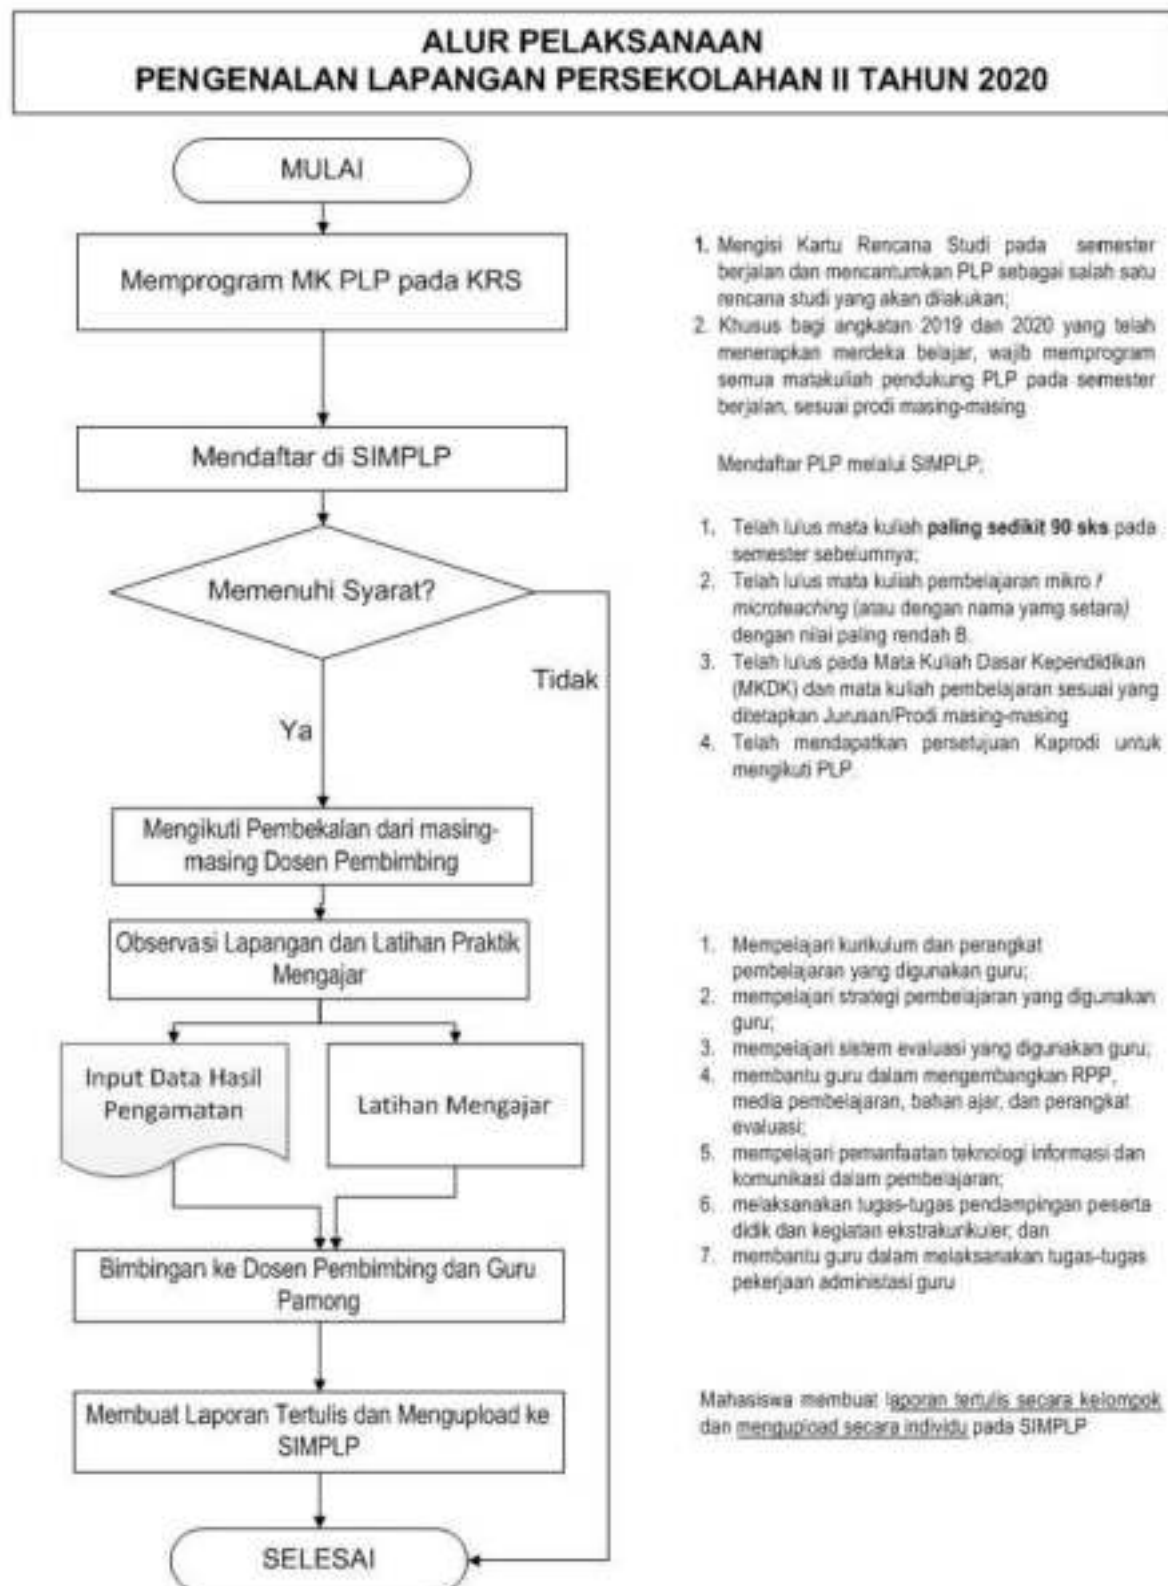 ALUR PELAKSANAAN
PENGENALAN LAPANGAN PERSEKOLAHAN II TAHUN 2020
MULAI
Memprogram MK PLP pada KRS
1. Mengisi Kartu Rencana Studi pada semester
berjalan dan mencantumkan PLP sebagai salah satu
rencana studi yang akan dilakukan;
2. Khusus bagi angkatan 2019 dan 2020 yang telah
menerapkan merdeka belajar, wajib memprogram
semua matakuliah pendukung PLP pada semester
berjalan, sesuai prodi masing-masing
Mendaftar di SIMPLP
Mendaftar PLP melalui SIMPLP;
Memenuhi Syarat?
Tidak
Ya
1. Telah lulus mata kuliah paling sedikit 90 sks pada
semester sebelumnya;
2. Telah lulus mata kuliah pembelajaran mikro /
microteaching (atau dengan nama yamg setara)
dengan nilai paling rendah B.
3. Telah lulus pada Mata Kuliah Dasar Kependidikan
(MKDK) dan mata kuliah pembelajaran sesuai yang
ditetapkan Jurusan/Prodi masing-masing
4. Telah mendapatkan persetujuan Kaprodi untuk
mengikuti PLP.
Mengikuti Pembekalan dari masing-
masing Dosen Pembimbing
Observasi Lapangan dan Latihan Praktik
Mengajar
Input Data Hasil
Pengamatan
Latihan Mengajar
1. Mempelajari kurikulum dan perangkat
pembelajaran yang digunakan guru;
2. mempelajari strategi pembelajaran yang digunakan
guru;
3. mempelajari sistem evaluasi yang digunakan guru;
4. membantu guru dalam mengembangkan RPP,
media pembelajaran, bahan ajar, dan perangkat
evaluasi;
5. mempelajari pemanfaatan teknologi informasi dan
komunikasi dalam pembelajaran;
6. melaksanakan tugas-tugas pendampingan peserta
didik dan kegiatan ekstrakurikuler; dan
7. membantu guru dalam melaksanakan tugas-tugas
pekerjaan administasi guru
Bimbingan ke Dosen Pembimbing dan Guru
Pamong
Membuat Laporan Tertulis dan Mengupload ke
SIMPLP
Mahasiswa membuat laporan tertulis secara kelompok
dan mengupload secara individu pada SIMPLP
SELESAI